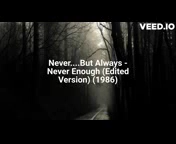 VEED.IO
Never....But Always -
Never Enough (Edited
Version) (1986)